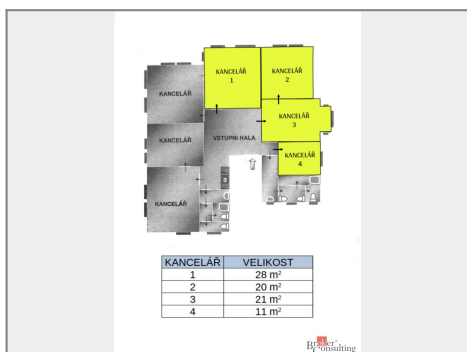 KANCELÁŘ
1
KANCELÁŘ
2
KANCELÁŘ
KANCELÁŘ
3
KANCELÁŘ
VSTUPNÍ HALA
KANCELÁŘ
4
KANCELÁŘ
KANCELÁŘ VELIKOST
1 28 m²
2 20 m²
3 21 m²
4 11 m²
Broker
Consulting